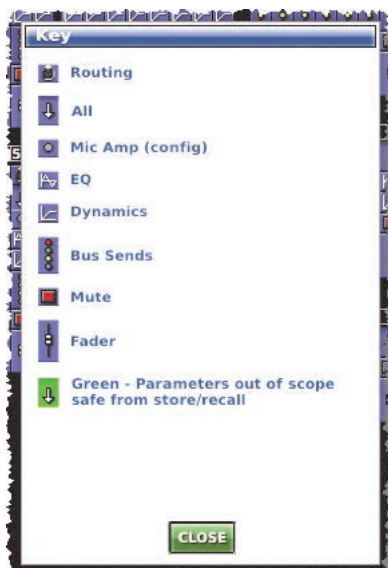 Key
Routing
All
Mic Amp (config)
EQ
Dynamics
Bus Sends
Mute
Fader
Green - Parameters out of scope
safe from store/recall
CLOSE